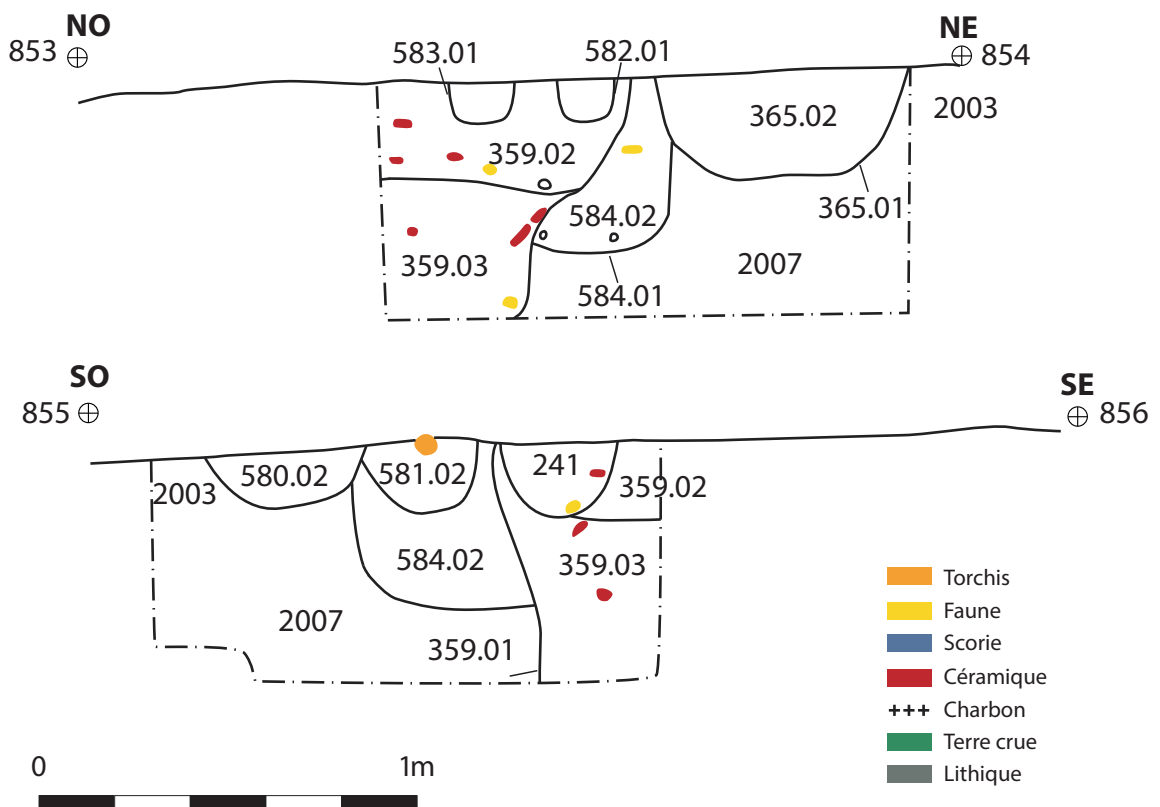 NO
NE
853
854
583.01
582.01
365.02
2003
359.02
365.01
584.02
359.03
2007
584.01
SO
SE
855
856
241
580.02
581.02
2003
359.02
584.02
359.03
2007
359.01
Torchis
Faune
Scorie
Céramique
+++ Charbon
Terre crue
Lithique
0 1m